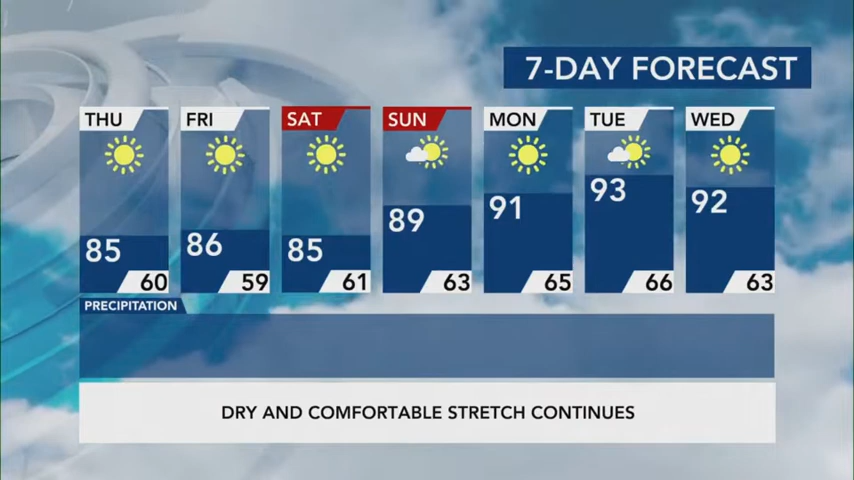 7-DAY FORECAST
THU FRI SAT SUN MON TUE WED
85 86 85 89 91 93 92
60 59 61 63 65 66 63
PRECIPITATION
DRY AND COMFORTABLE STRETCH CONTINUES